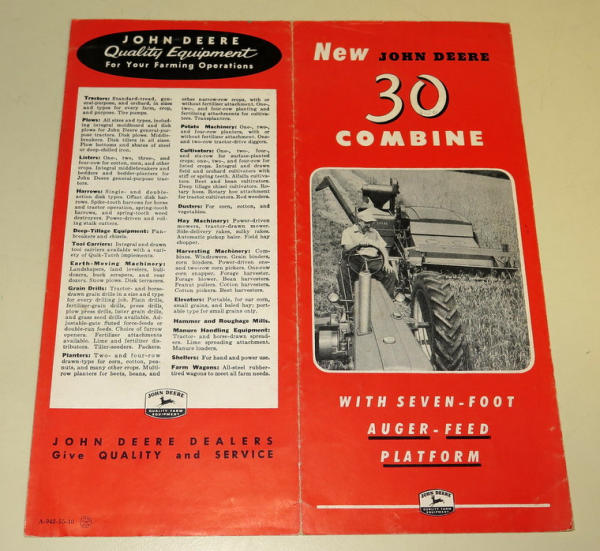 JOHN DEERE
Quality Equipment
For Your Farming Operations
Tractors: Standard-tread, gen-
eral-purpose, and orchard, in sizes
and types for every farm, crop,
and purpose. Tire pumps.
Plows: All sizes and types, includ-
ing integral moldboard and disk
plows for John Deere general-pur-
pose tractors. Disk plows. Middle-
breakers. Disk tillers in all sizes.
Plow bottoms and shares of steel
or deep-chilled iron.
Listers: One-, two, three-, and
four-row for cotton, corn, and other
crops. Integral middlebreakers and
bedders and bedder-planters for
John Deere general-purpose trac-
tors.
Harrows: Single- and double-
action disk types. Offset disk har-
rows. Spike-tooth harrows for horse
and tractor operation, spring-tooth
harrows, and spring-tooth weed
destroyers. Power-driven and roll-
ing stalk cutters.
Deep-Tillage Equipment: Pan-
breakers and chisels.
Tool Carriers: Integral and drawn
tool carriers available with a vari-
ety of Quik-Tatch implements.
Earth-Moving Machinery:
Landshapers, land levelers, bull-
dozers, buck scrapers, and rear
dozers. Snow plows. Disk terracers.
Grain Drills: Tractor- and horse-
drawn grain drills in a size and type
for every drilling job. Plain drills,
fertilizer-grain drills, press drills,
plow press drills, lister grain drills,
and grass seed drills available. Ad-
justable-gate fluted force-feeds or
double-run feeds. Choice of furrow
openers. Fertilizer attachments
available. Lime and fertilizer dis-
tributors. Tiller-seeders. Packers.
Planters: Two- and four-row
drawn-type for corn, cotton, pea-
nuts, and many other crops. Multi-
row planters for beets, beans, and
other narrow-row crops, with or
without fertilizer attachment. One-,
two-, and four-row planting and
fertilizing attachments for cultiva-
tors. Transplanters.
Potato Machinery: One-, two-,
and four-row planters, with or
without fertilizer attachment. One-
and two-row tractor-drive diggers.
Cultivators: One-, two-, four-,
and six-row for surface-planted
crops; one-, two-, and four-row for
listed crops. Integral and drawn
field and orchard cultivators with
stiff or spring teeth. Alfalfa cultiva-
tors. Beet and bean cultivators.
Deep tillage chisel cultivators. Ro-
tary hoes. Rotary hoe attachment
for tractor cultivators. Rod weeders.
Dusters: For corn, cotton, and
vegetables.
Hay Machinery: Power-driven
mowers, tractor-drawn mower.
Side-delivery rakes, sulky rakes.
Automatic pickup baler. Field hay
chopper.
Harvesting Machinery: Com-
bines. Windrowers. Grain binders,
corn binders. Power-driven one-
and two-row corn pickers. One-row
corn snapper. Forage harvester.
Forage blower. Bean harvesters.
Peanut pullers. Cotton harvesters.
Cotton pickers. Beet harvesters.
Elevators: Portable, for ear corn,
small grains, and baled hay; port-
able type for small grains only.
Hammer and Roughage Mills.
Manure Handling Equipment:
Tractor- and horse-drawn spread-
ers. Lime spreading attachment.
Manure loaders.
Shellers: For hand and power use.
Farm Wagons: All-steel rubber-
tired wagons to meet all farm needs.
JOHN DEERE
QUALITY FARM
EQUIPMENT
JOHN DEERE DEALERS
Give QUALITY and SERVICE
New JOHN DEERE
30
COMBINE
WITH SEVEN-FOOT
AUGER-FEED
PLATFORM
JOHN DEERE
QUALITY FARM
EQUIPMENT